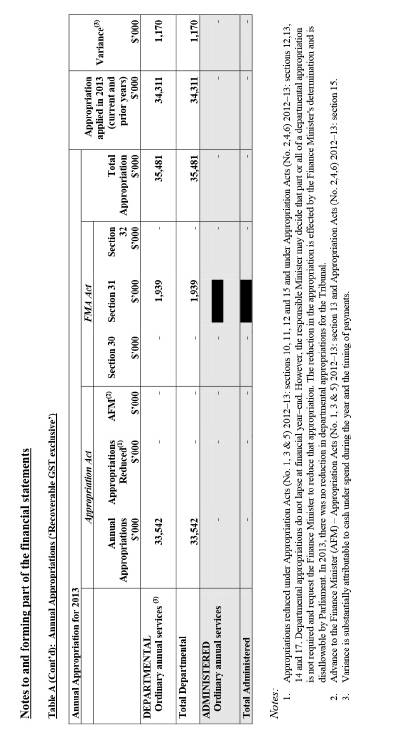 Notes to and forming part of the financial statements
Table A (Cont'd): Annual Appropriations ('Recoverable GST exclusive')
Annual Appropriation for 2013
Appropriation Act
FMA Act
Annual Appropriations $'000
Appropriations Reduced(1) $'000
AFM(2) $'000
Section 30 $'000
Section 31 $'000
Section 32 $'000
Total Appropriation $'000
Appropriation applied in 2013 (current and prior years) $'000
Variance(3) $'000
DEPARTMENTAL
Ordinary annual services (3) 33,542 - - - 1,939 - 35,481 34,311 1,170
Total Departmental 33,542 - - - 1,939 - 35,481 34,311 1,170
ADMINISTERED
Ordinary annual services - - - - - - - -
Total Administered - - - - - - - -
Notes:
1. Appropriations reduced under Appropriation Acts (No. 1, 3 & 5) 2012–13: sections 10, 11, 12 and 15 and under Appropriation Acts (No. 2,4,6) 2012–13: sections 12,13,
14 and 17. Departmental appropriations do not lapse at financial year-end. However, the responsible Minister may decide that part or all of a departmental appropriation
is not required and request the Finance Minister to reduce that appropriation. The reduction in the appropriation is effected by the Finance Minister's determination and is
disallowable by Parliament. In 2013, there was no reduction in departmental appropriations for the Tribunal.
2. Advance to the Finance Minister (AFM) – Appropriation Acts (No. 1, 3 & 5) 2012–13: section 13 and Appropriation Acts (No. 2,4,6) 2012–13: section 15.
3. Variance is substantially attributable to cash under spend during the year and the timing of payments.